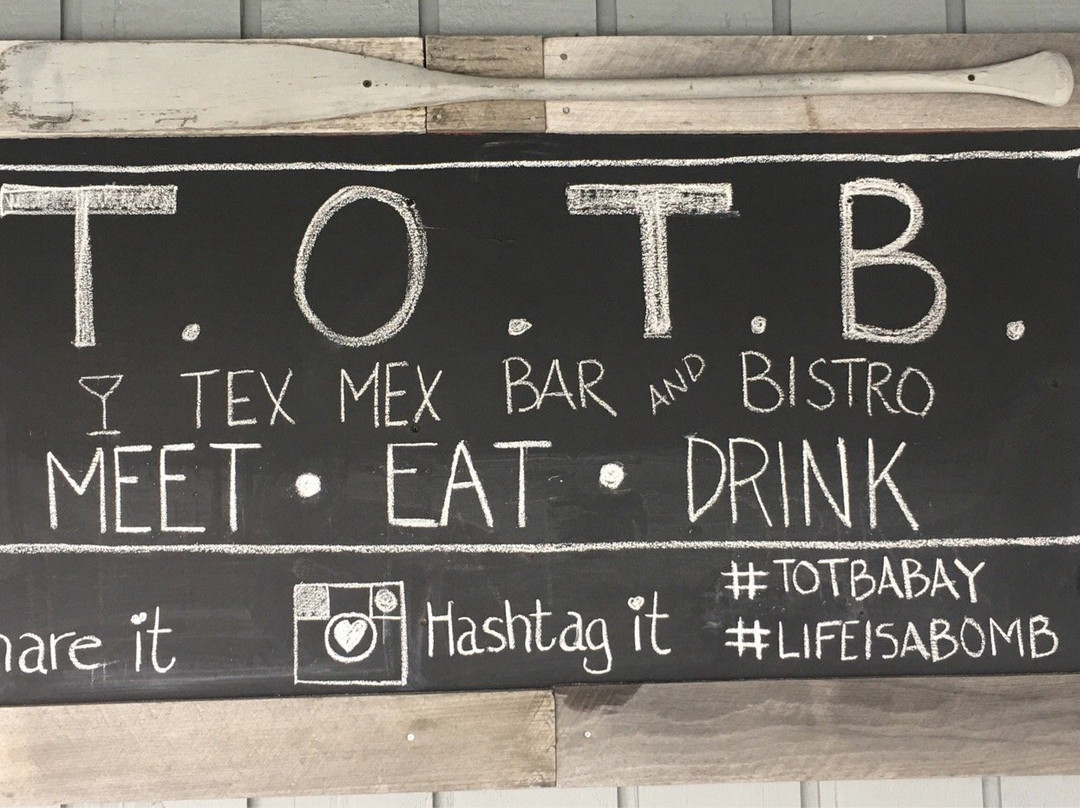 T.O.T.B.
TEX MEX BAR AND BISTRO
MEET • EAT • DRINK
hare it
Hashtag it
#TOTBABAY
#LIFEISABOMB